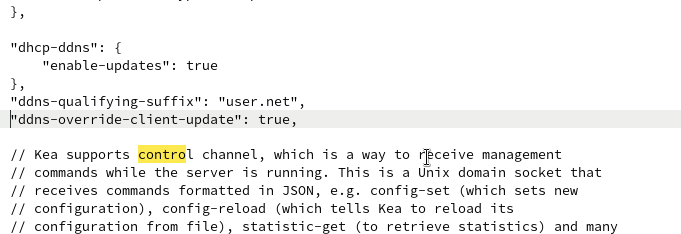 },
"dhcp-ddns": {
"enable-updates": true
},
"ddns-qualifying-suffix": "user.net",
"ddns-override-client-update": true,
// Kea supports control channel, which is a way to receive management
// commands while the server is running. This is a Unix domain socket that
// receives commands formatted in JSON, e.g. config-set (which sets new
// configuration), config-reload (which tells Kea to reload its
// configuration from file), statistic-get (to retrieve statistics) and many